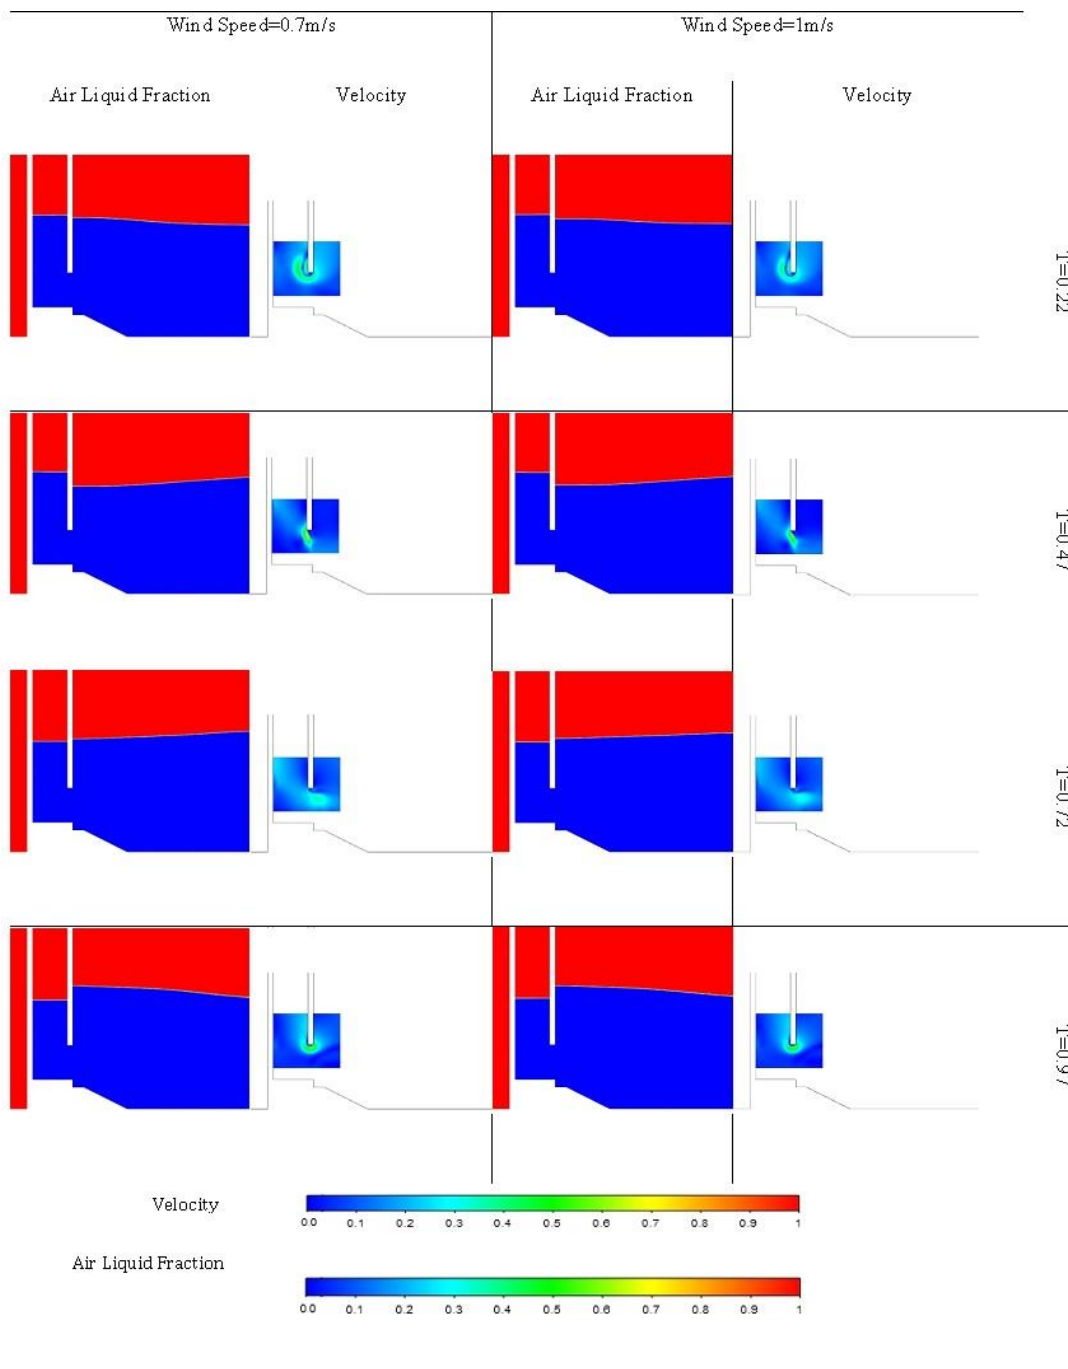 Wind Speed=0.7m/s Wind Speed=1m/s
Air Liquid Fraction Velocity Air Liquid Fraction Velocity
T=0.22
T=0.47
T=0.72
T=0.97
Velocity
0.0 0.1 0.2 0.3 0.4 0.5 0.6 0.7 0.8 0.9 1
Air Liquid Fraction
0.0 0.1 0.2 0.3 0.4 0.5 0.6 0.7 0.8 0.9 1